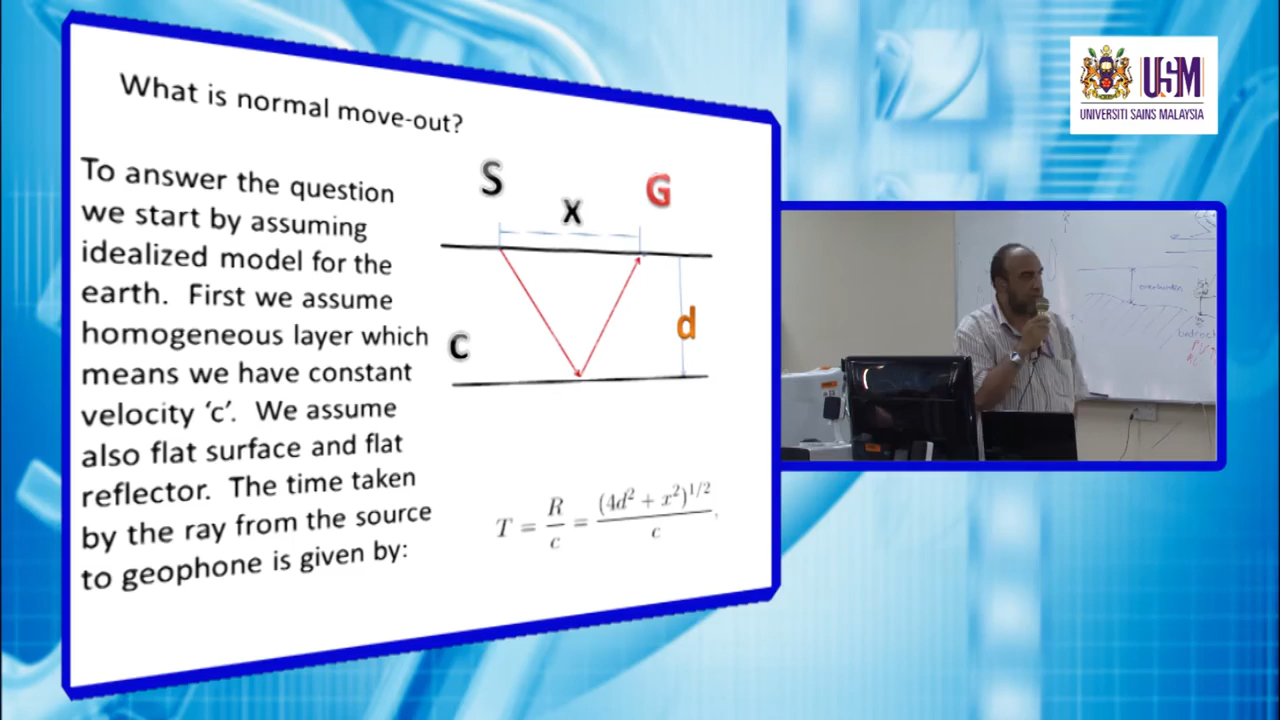 What is normal move-out?
To answer the question
we start by assuming
idealized model for the
earth. First we assume
homogeneous layer which
means we have constant
velocity ‘c’. We assume
also flat surface and flat
reflector. The time taken
by the ray from the source
to geophone is given by:
S
x
G
d
C
T = R/c = (4d² + x²)^1/2 / c,
USM
UNIVERSITI SAINS MALAYSIA
overburden